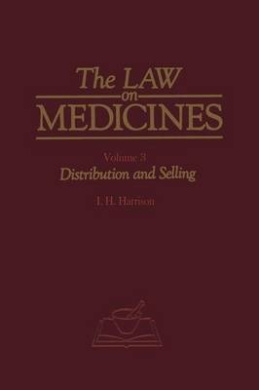 The LAW
on
MEDICINES
Volume 3
Distribution and Selling
I. H. Harrison